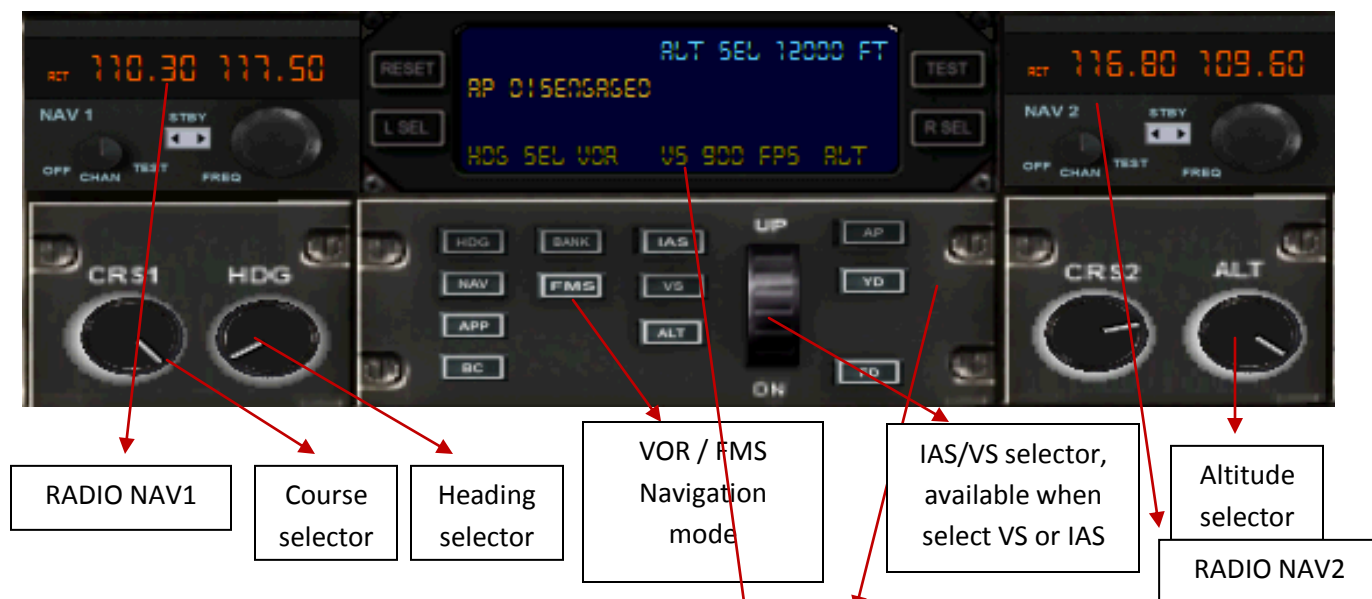 ACT 110.30 117.50
NAV 1
STBY
OFF CHAN TEST FREQ
RESET
L SEL
ALT SEL 12000 FT
AP DISENGAGED
HDG SEL VOR VS 900 FPS ALT
TEST
R SEL
ACT 116.80 109.60
NAV 2
STBY
OFF CHAN TEST FREQ
CRS1 HDG
HDG BANK IAS UP AP
NAV FMS VS YD
APP ALT
BC ON FD
CRS2 ALT
RADIO NAV1
Course
selector
Heading
selector
VOR / FMS
Navigation
mode
IAS/VS selector,
available when
select VS or IAS
Altitude
selector
RADIO NAV2